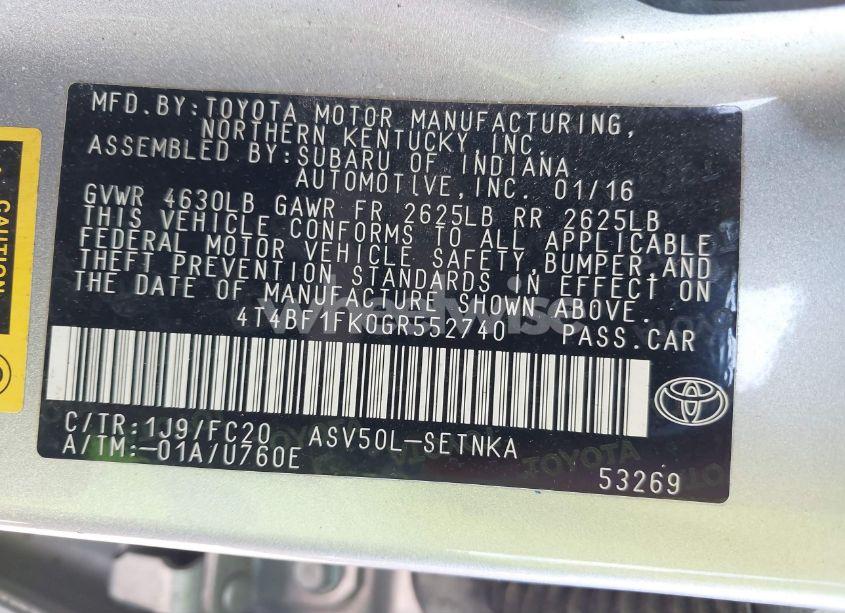 MFD.BY:TOYOTA MOTOR MANUFACTURING,
NORTHERN KENTUCKY, INC.
ASSEMBLED BY:SUBARU OF INDIANA
AUTOMOTIVE,INC. 01/16
GVWR 4630LB GAWR FR 2625LB RR 2625LB
THIS VEHICLE CONFORMS TO ALL APPLICABLE
FEDERAL MOTOR VEHICLE SAFETY,BUMPER,AND
THEFT PREVENTION STANDARDS IN EFFECT ON
THE DATE OF MANUFACTURE SHOWN ABOVE.
4T4BF1FK0GR552740 PASS.CAR
C/TR:1J9/FC20 ASV50L-SETNKA
A/TM:-01A/U760E
53269
TOYOTA
CAUTION